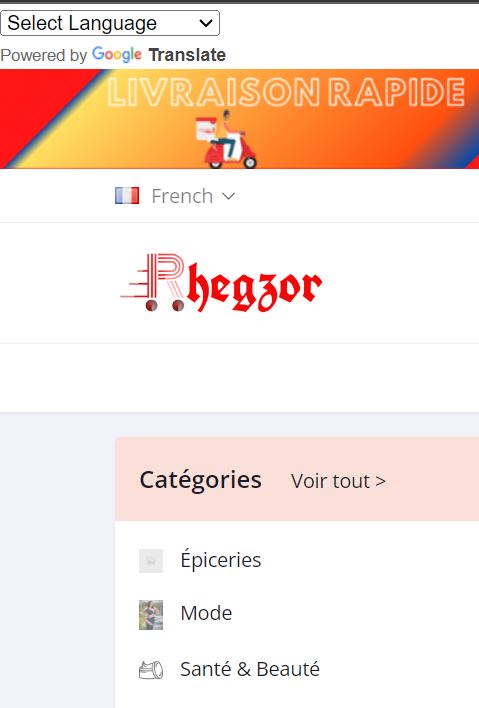 Select Language
Powered by Google Translate
LIVRAISON RAPIDE
French
Rhegzor
Catégories Voir tout >
Épiceries
Mode
Santé & Beauté